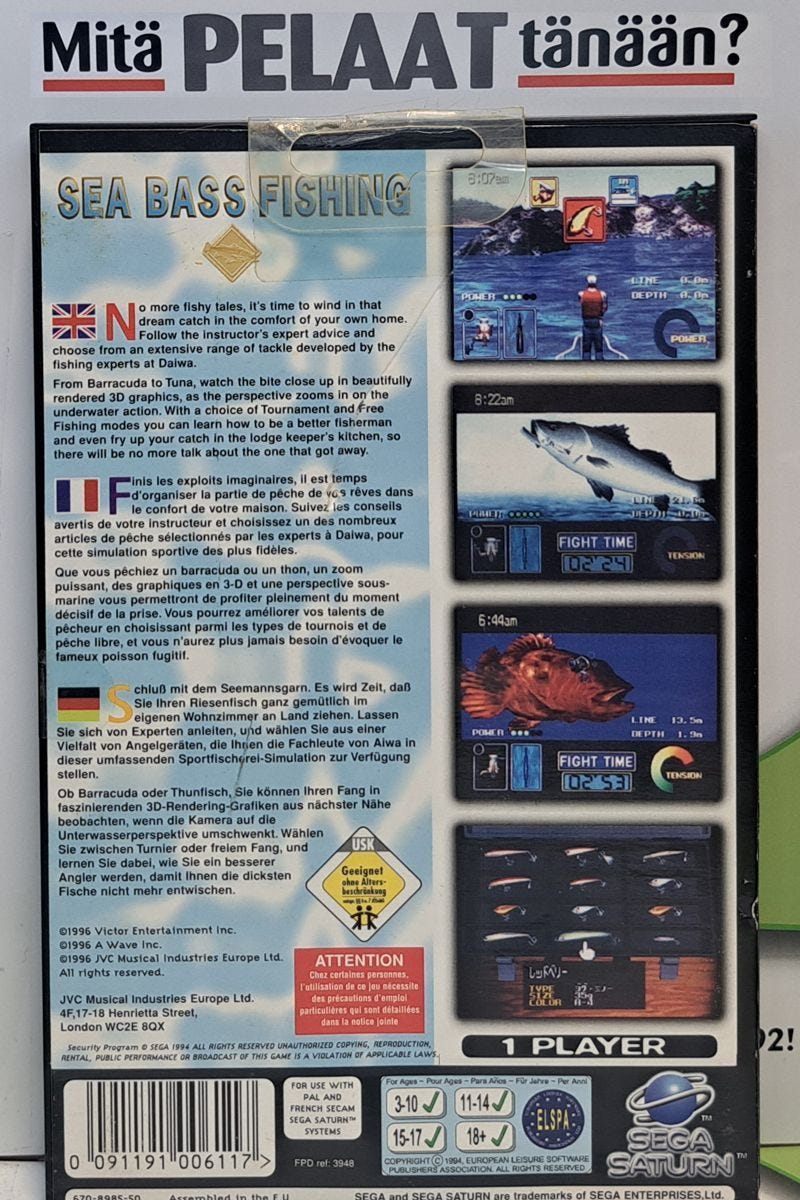 Mitä PELAAT tänään?
SEA BASS FISHING
No more fishy tales, it's time to wind in that
dream catch in the comfort of your own home.
Follow the instructor's expert advice and
choose from an extensive range of tackle developed by the
fishing experts at Daiwa.
From Barracuda to Tuna, watch the bite close up in beautifully
rendered 3D graphics, as the perspective zooms in on the
underwater action. With a choice of Tournament and Free
Fishing modes you can learn how to be a better fisherman
and even fry up your catch in the lodge keeper's kitchen, so
there will be no more talk about the one that got away.
Finis les exploits imaginaires, il est temps
d'organiser la partie de pêche de vos rêves dans
le confort de votre maison. Suivez les conseils
avertis de votre instructeur et choisissez un des nombreux
articles de pêche sélectionnés par les experts à Daiwa, pour
cette simulation sportive des plus fidèles.
Que vous pêchiez un barracuda ou un thon, un zoom
puissant, des graphiques en 3-D et une perspective sous-
marine vous permettront de profiter pleinement du moment
décisif de la prise. Vous pourrez améliorer vos talents de
pêcheur en choisissant parmi les types de tournois et de
pêche libre, et vous n'aurez plus jamais besoin d'évoquer le
fameux poisson fugitif.
Schluß mit dem Seemannsgarn. Es wird Zeit, daß
Sie Ihren Riesenfisch ganz gemütlich im
eigenen Wohnzimmer an Land ziehen. Lassen
Sie sich von Experten anleiten, und wählen Sie aus einer
Vielfalt von Angelgeräten, die Ihnen die Fachleute von Aiwa in
dieser umfassenden Sportfischerei-Simulation zur Verfügung
stellen.
Ob Barracuda oder Thunfisch, Sie können Ihren Fang in
faszinierenden 3D-Rendering-Grafiken aus nächster Nähe
beobachten, wenn die Kamera auf die
Unterwasserperspektive umschwenkt. Wählen
Sie zwischen Turnier oder freiem Fang, und
lernen Sie dabei, wie Sie ein besserer
Angler werden, damit Ihnen die dicksten
Fische nicht mehr entwischen.
USK
Geeignet
ohne Alters-
beschränkung
©1996 Victor Entertainment Inc.
©1996 A Wave Inc.
©1996 JVC Musical Industries Europe Ltd.
All rights reserved.
JVC Musical Industries Europe Ltd.
4F,17-18 Henrietta Street,
London WC2E 8QX
ATTENTION
Chez certaines personnes,
l'utilisation de ce jeu nécessite
des précautions d'emploi
particulières qui sont détaillées
dans la notice jointe
Security Program © SEGA 1994 ALL RIGHTS RESERVED UNAUTHORIZED COPYING, REPRODUCTION,
RENTAL, PUBLIC PERFORMANCE OR BROADCAST OF THIS GAME IS A VIOLATION OF APPLICABLE LAWS.
8:07am
POWER
LINE 0.0m
DEPTH 0.0m
POWER
8:22am
POWER
LINE 21.6m
DEPTH 0.0m
FIGHT TIME
02'24
TENSION
6:44am
LINE 13.5m
POWER
DEPTH 1.9m
FIGHT TIME
02'53
TENSION
レッドベリー
TYPE
SIZE 35g
COLOR
1 PLAYER
92!
0 091191 006117 >
FOR USE WITH
PAL AND
FRENCH SECAM
SEGA SATURN™
SYSTEMS
FPD ref: 3948
For Ages - Pour Ages - Para Años - Für Jahre - Per Anni
3-10 11-14
15-17 18+
ELSPA
COPYRIGHT © 1994, EUROPEAN LEISURE SOFTWARE
PUBLISHERS ASSOCIATION. ALL RIGHTS RESERVED
SEGA SATURN™
670-8985-50 Assembled in the E.U. SEGA and SEGA SATURN are trademarks of SEGA ENTERPRISES,LTD.